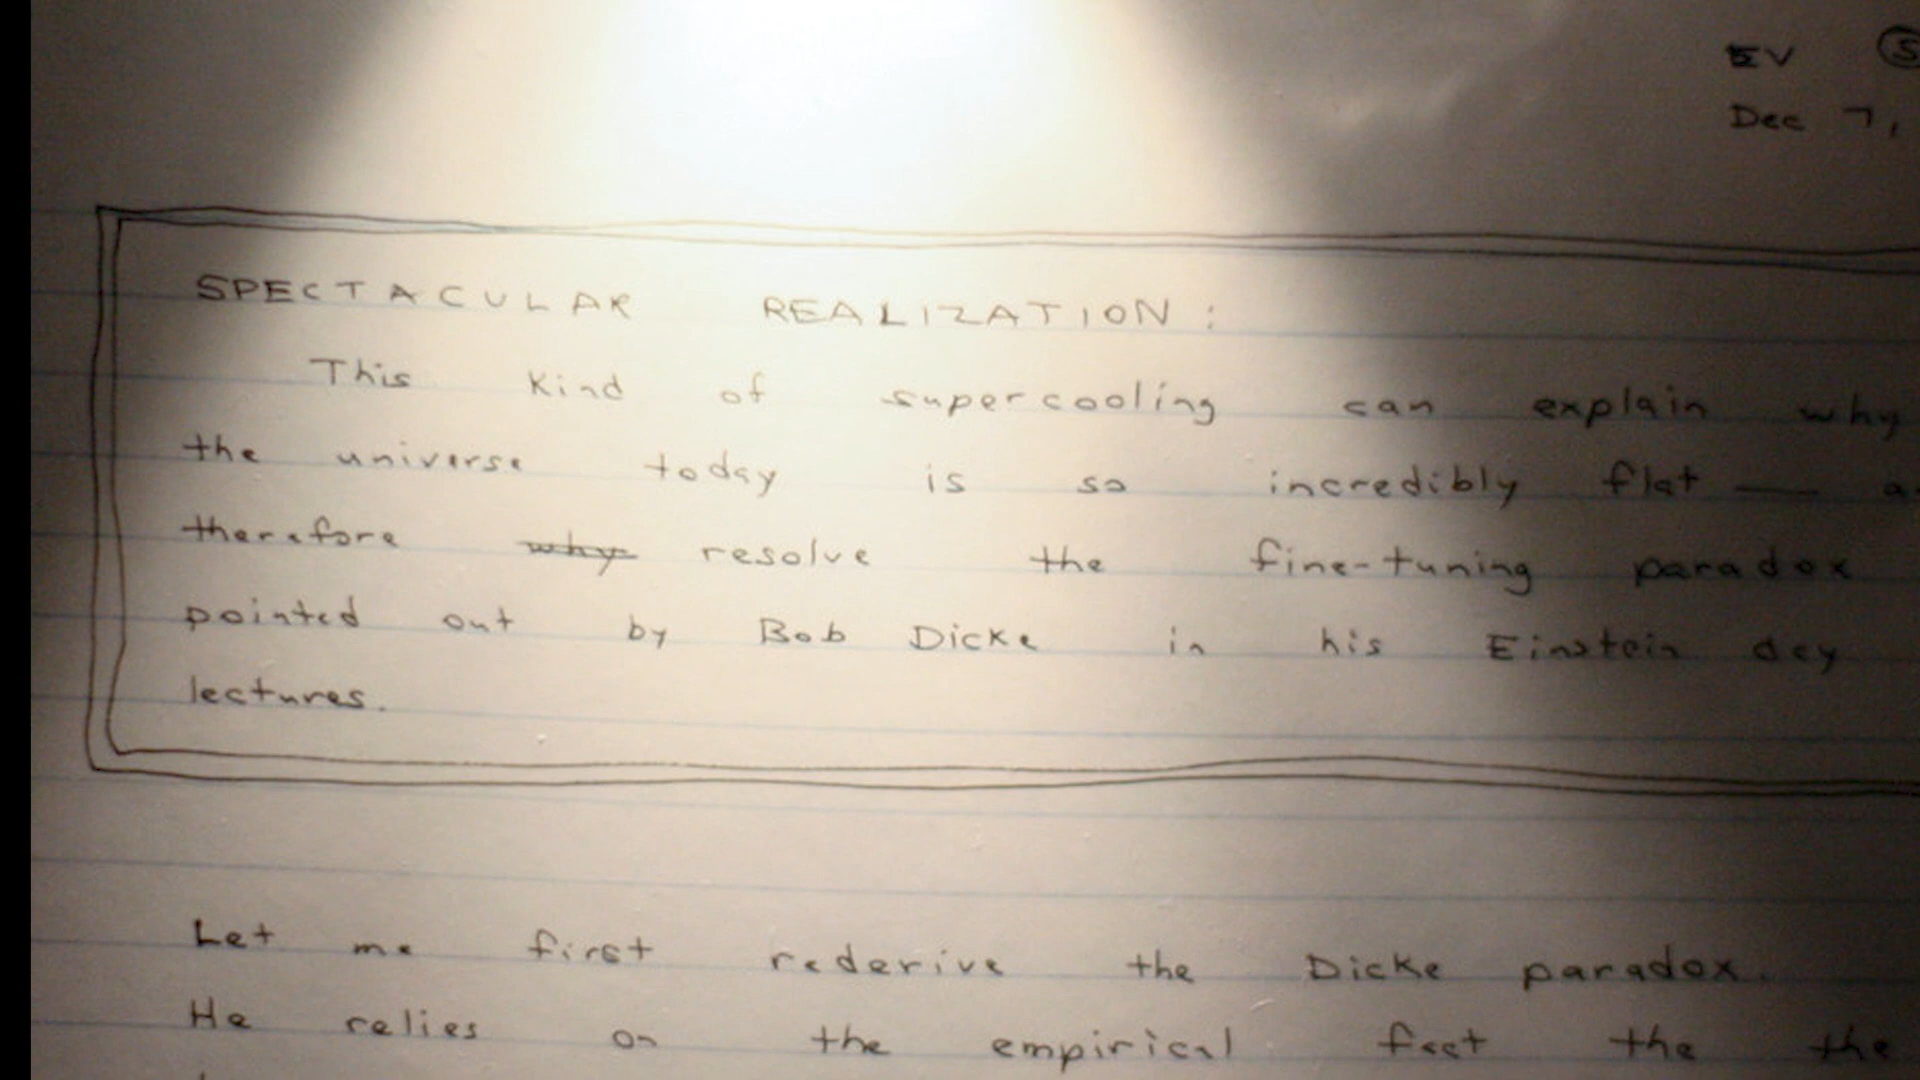 EV 5
Dec 7,
SPECTACULAR REALIZATION:
This kind of supercooling can explain why
the universe today is so incredibly flat —
therefore why resolve the fine-tuning paradox
pointed out by Bob Dicke in his Einstein day
lectures.
Let me first rederive the Dicke paradox.
He relies on the empirical fact the the